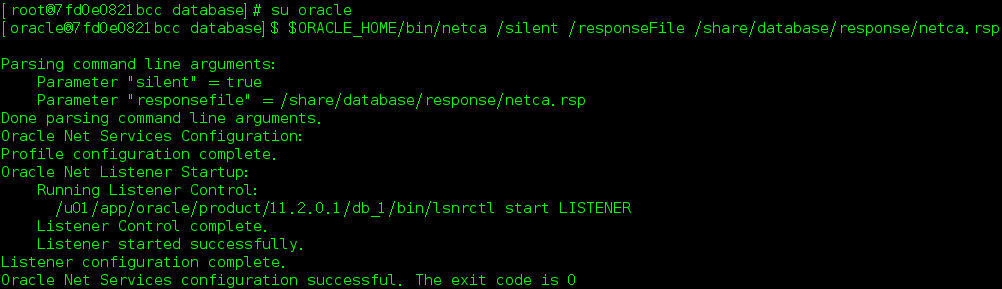 [root@7fd0e0821bcc database]# su oracle
[oracle@7fd0e0821bcc database]$ $ORACLE_HOME/bin/netca /silent /responseFile /share/database/response/netca.rsp
Parsing command line arguments:
Parameter "silent" = true
Parameter "responsefile" = /share/database/response/netca.rsp
Done parsing command line arguments.
Oracle Net Services Configuration:
Profile configuration complete.
Oracle Net Listener Startup:
Running Listener Control:
/u01/app/oracle/product/11.2.0.1/db_1/bin/lsnrctl start LISTENER
Listener Control complete.
Listener started successfully.
Listener configuration complete.
Oracle Net Services configuration successful. The exit code is 0